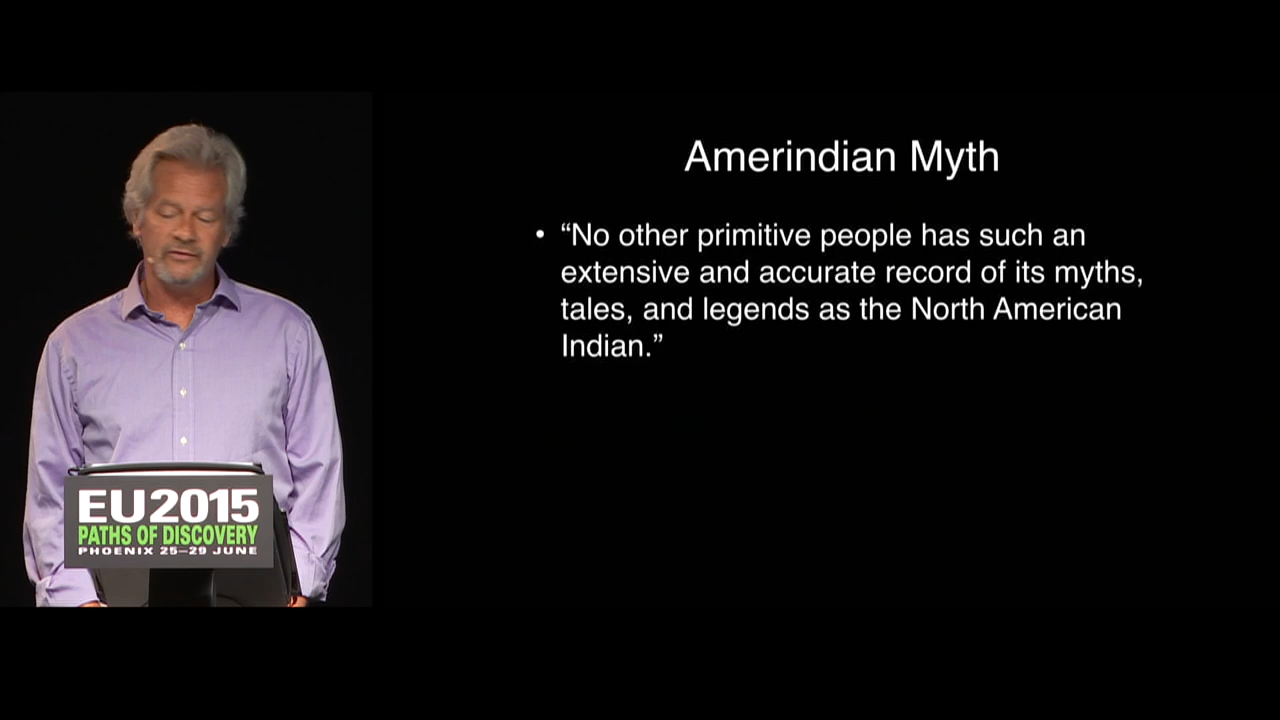 Amerindian Myth
• “No other primitive people has such an
extensive and accurate record of its myths,
tales, and legends as the North American
Indian.”
EU2015
PATHS OF DISCOVERY
PHOENIX 25–29 JUNE